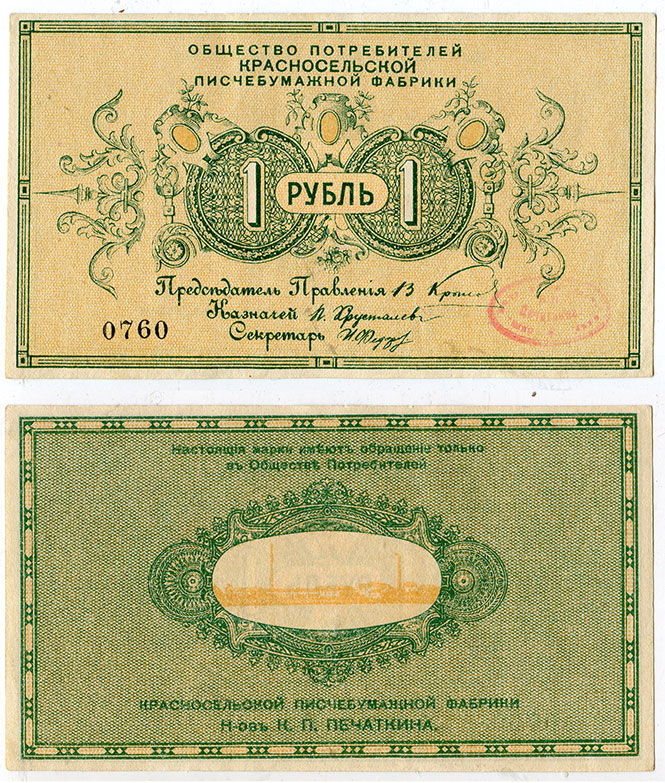 ОБЩЕСТВО ПОТРЕБИТЕЛЕЙ
КРАСНОСЕЛЬСКОЙ
ПИСЧЕБУМАЖНОЙ ФАБРИКИ
1 РУБЛЬ 1
Предсѣдатель Правленія
Казначей Н. Хрусталев
Секретарь
0760
Настоящія марки имѣютъ обращеніе только
въ Обществѣ Потребителей
КРАСНОСЕЛЬСКОЙ ПИСЧЕБУМАЖНОЙ ФАБРИКИ
Н-овъ К. П. ПЕЧАТКИНА.